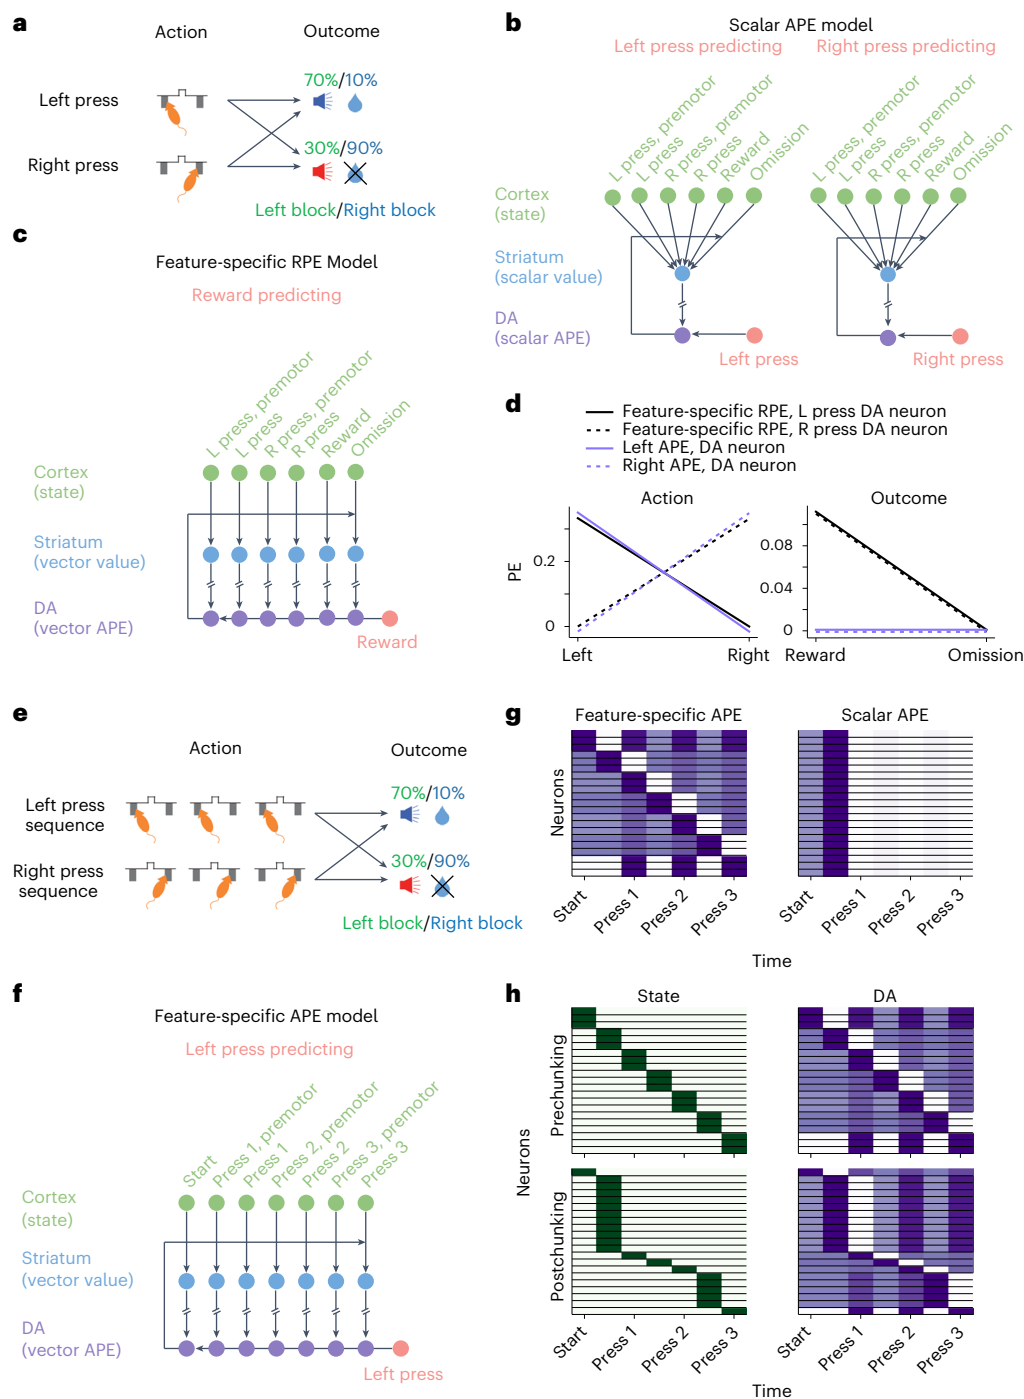 a
Action
Outcome
70%/10%
Left press
30%/90%
Right press
Left block/Right block
b
Scalar APE model
Left press predicting
Right press predicting
L press, premotor
L press
R press, premotor
R press
Reward
Omission
L press, premotor
L press
R press, premotor
R press
Reward
Omission
Cortex
(state)
Striatum
(scalar value)
DA
(scalar APE)
Left press
Right press
c
Feature-specific RPE Model
Reward predicting
L press, premotor
L press
R press, premotor
R press
Reward
Omission
Cortex
(state)
Striatum
(vector value)
DA
(vector APE)
Reward
d
Feature-specific RPE, L press DA neuron
Feature-specific RPE, R press DA neuron
Left APE, DA neuron
Right APE, DA neuron
Action
Outcome
PE
0.2
0
Left
Right
0.08
0.04
0
Reward
Omission
e
Action
Outcome
70%/10%
Left press
sequence
30%/90%
Right press
sequence
Left block/Right block
f
Feature-specific APE model
Left press predicting
Start
Press 1, premotor
Press 1
Press 2, premotor
Press 2
Press 3, premotor
Press 3
Cortex
(state)
Striatum
(vector value)
DA
(vector APE)
Left press
g
Feature-specific APE
Scalar APE
Neurons
Start
Press 1
Press 2
Press 3
Start
Press 1
Press 2
Press 3
Time
h
State
DA
Neurons
Prechunking
Postchunking
Start
Press 1
Press 2
Press 3
Start
Press 1
Press 2
Press 3
Time